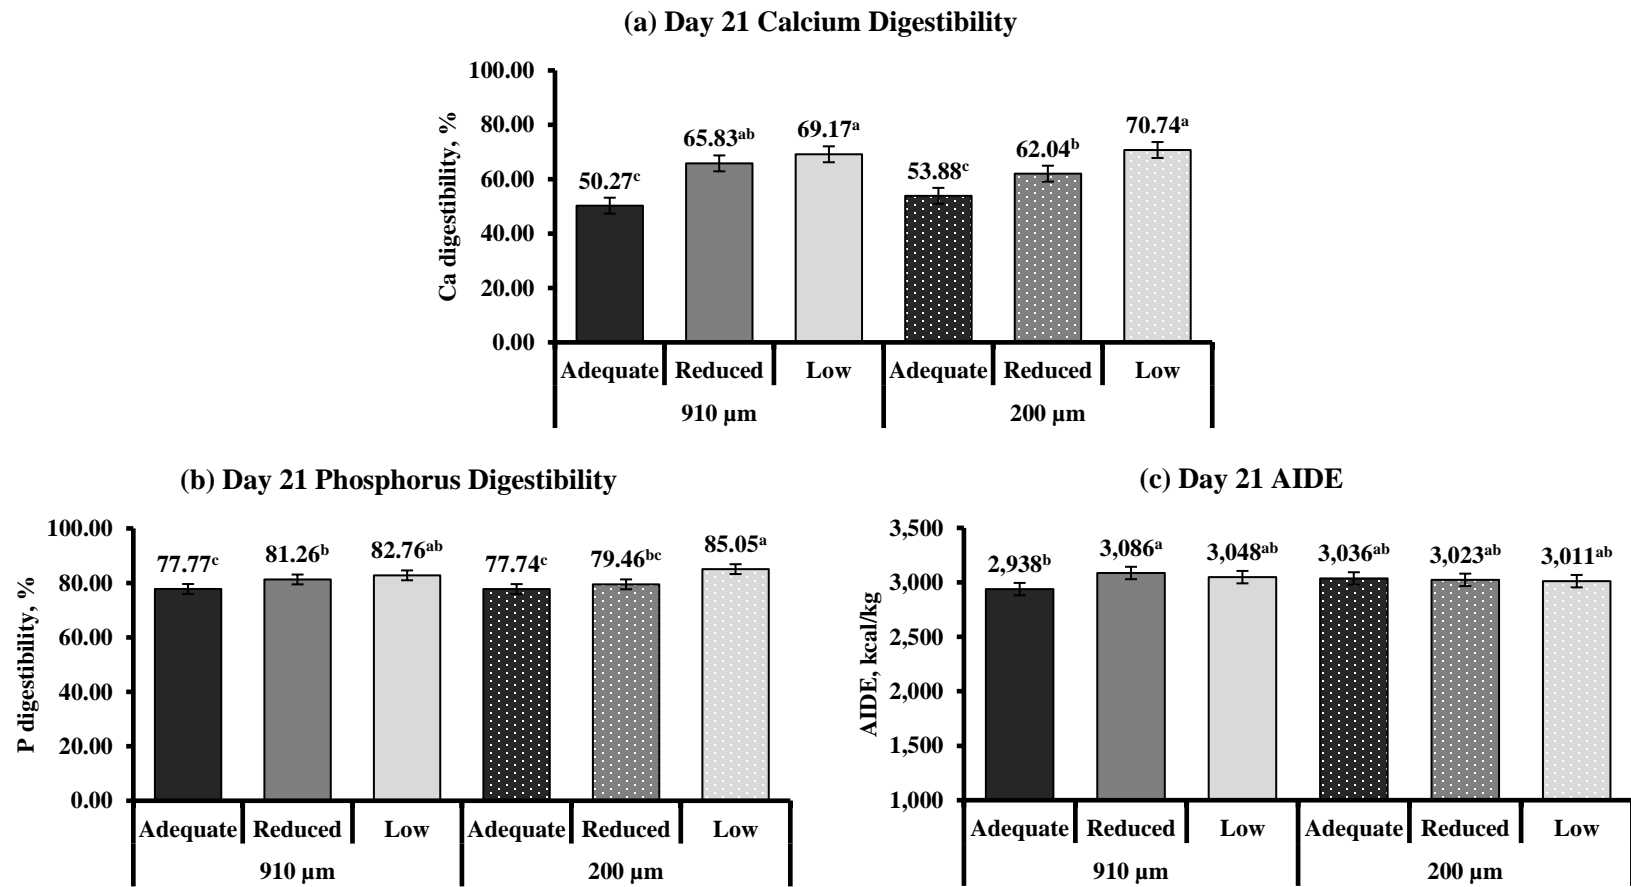 (a) Day 21 Calcium Digestibility
Ca digestibility, %
100.00
80.00
60.00
40.00
20.00
0.00
50.27ᶜ
65.83ᵃᵇ
69.17ᵃ
53.88ᶜ
62.04ᵇ
70.74ᵃ
Adequate Reduced Low Adequate Reduced Low
910 µm 200 µm
(b) Day 21 Phosphorus Digestibility
P digestibility, %
100.00
80.00
60.00
40.00
20.00
0.00
77.77ᶜ
81.26ᵇ
82.76ᵃᵇ
77.74ᶜ
79.46ᵇᶜ
85.05ᵃ
Adequate Reduced Low Adequate Reduced Low
910 µm 200 µm
(c) Day 21 AIDE
AIDE, kcal/kg
3,500
3,000
2,500
2,000
1,500
1,000
2,938ᵇ
3,086ᵃ
3,048ᵃᵇ
3,036ᵃᵇ
3,023ᵃᵇ
3,011ᵃᵇ
Adequate Reduced Low Adequate Reduced Low
910 µm 200 µm